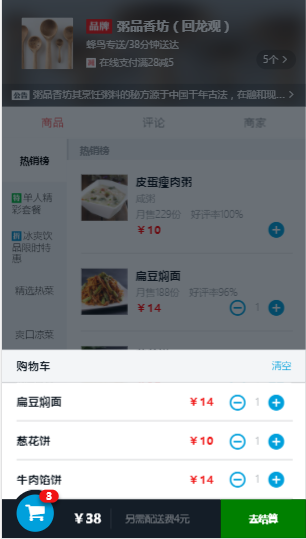 品牌 粥品香坊（回龙观）
蜂鸟专送/38分钟送达
减 在线支付满28减5
5个 >
公告 粥品香坊其烹饪粥料的秘方源于中国千年古法，在融和现... >
商品 评论 商家
热销榜
特 单人精彩套餐
新 冰爽饮品限时特惠
精选热菜
爽口凉菜
热销榜
皮蛋瘦肉粥
咸粥
月售229份 好评率100%
￥10
扁豆焖面
月售188份 好评率96%
￥14 1
购物车 清空
扁豆焖面 ￥14 1
葱花饼 ￥10 1
牛肉馅饼 ￥14 1
3
￥38 另需配送费4元 去结算